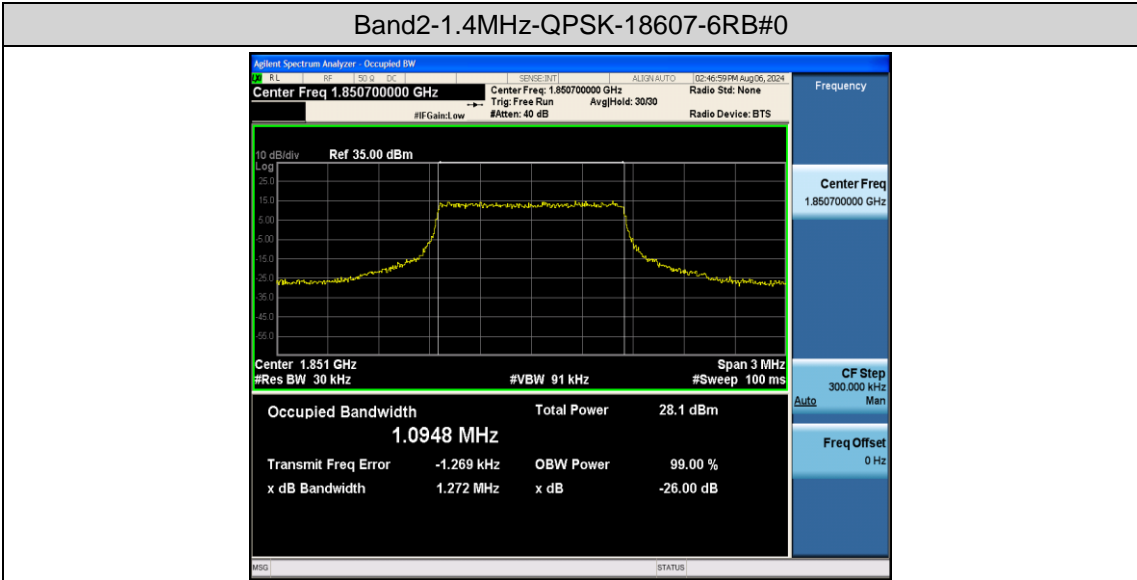 Band2-1.4MHz-QPSK-18607-6RB#0
Agilent Spectrum Analyzer - Occupied BW
RL RF 50 Ω DC SENSE:INT ALIGN AUTO 02:46:59 PM Aug 06, 2024
Center Freq 1.850700000 GHz
Center Freq: 1.850700000 GHz Radio Std: None
Trig: Free Run Avg|Hold: 30/30
#IFGain:Low #Atten: 40 dB Radio Device: BTS
Frequency
10 dB/div Ref 35.00 dBm
Log
25.0
15.0
5.00
-5.00
-15.0
-25.0
-35.0
-45.0
-55.0
Center 1.851 GHz Span 3 MHz
#Res BW 30 kHz #VBW 91 kHz #Sweep 100 ms
Occupied Bandwidth Total Power 28.1 dBm
1.0948 MHz
Transmit Freq Error -1.269 kHz OBW Power 99.00 %
x dB Bandwidth 1.272 MHz x dB -26.00 dB
Center Freq
1.850700000 GHz
CF Step
300.000 kHz
Auto Man
Freq Offset
0 Hz
MSG STATUS